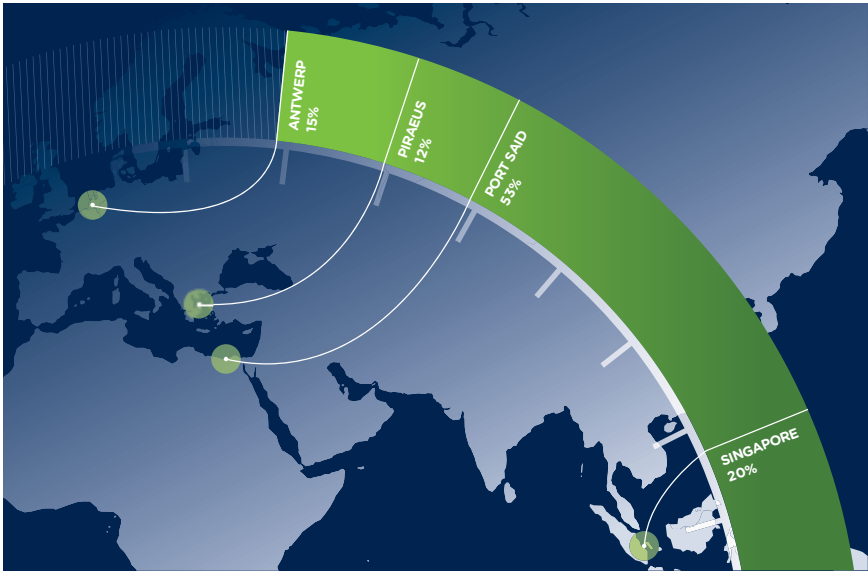 ANTWERP
15%
PIRAEUS
12%
PORT SAID
53%
SINGAPORE
20%